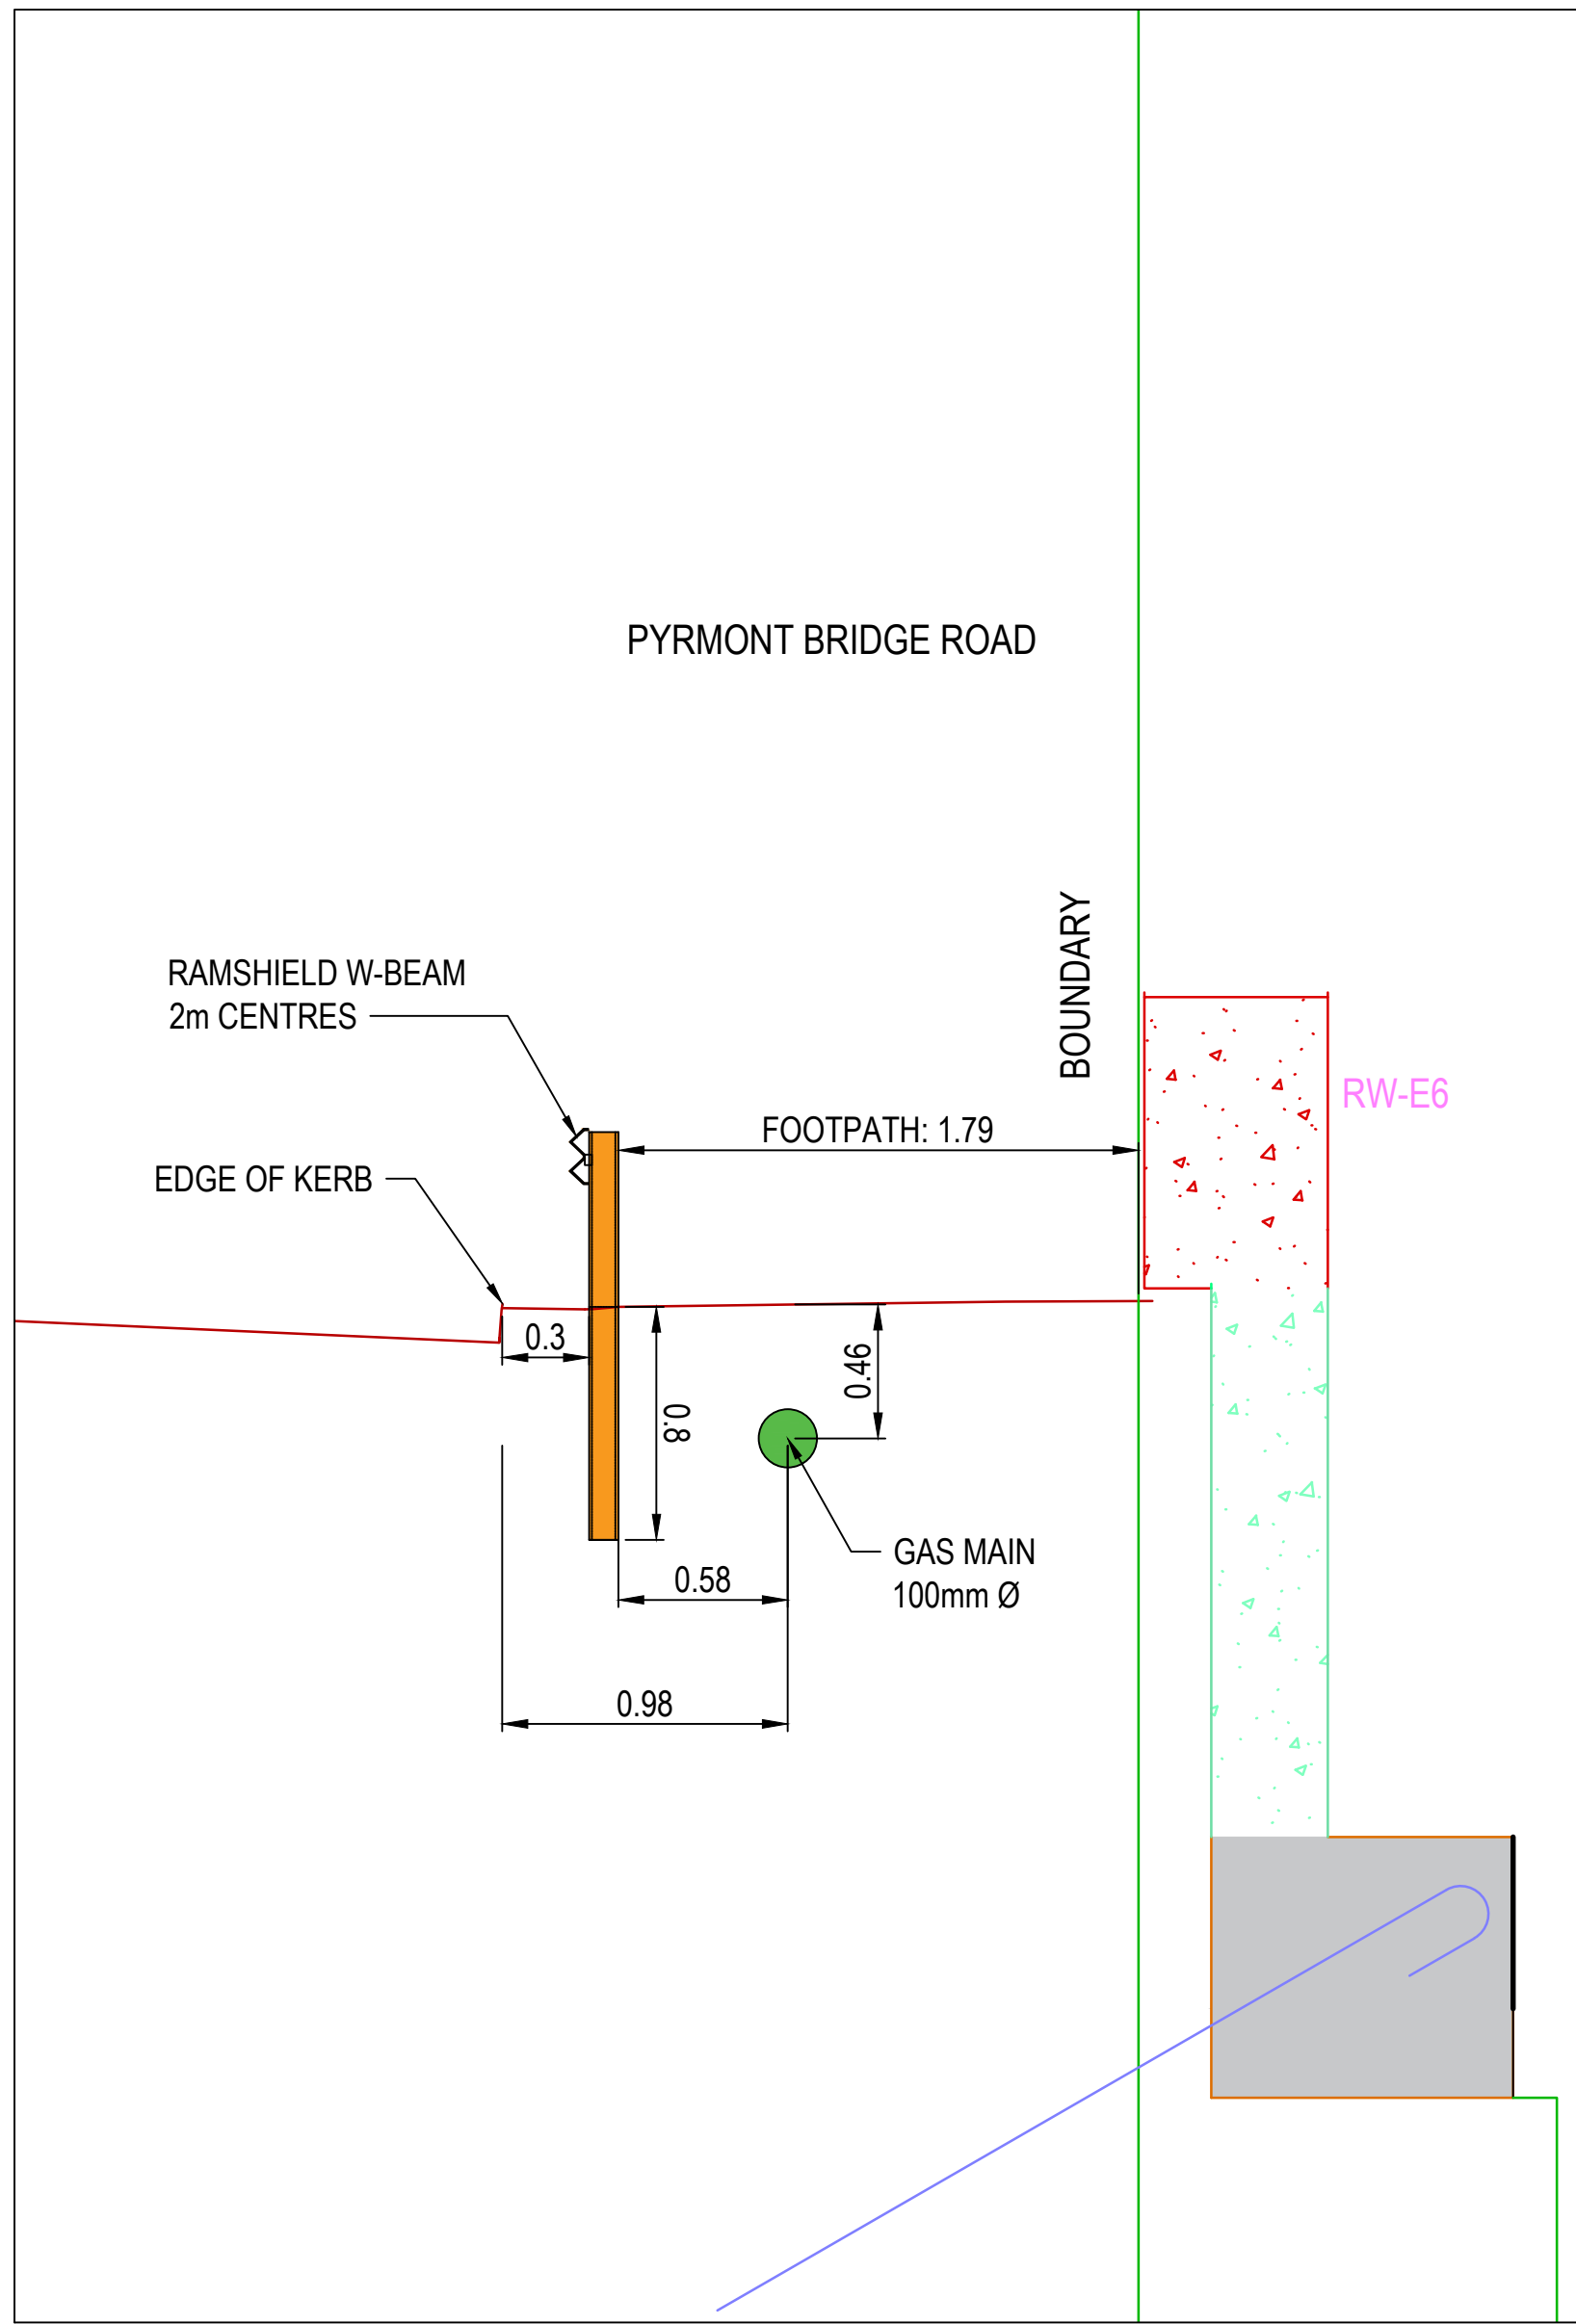 PYRMONT BRIDGE ROAD
BOUNDARY
RAMSHIELD W-BEAM
2m CENTRES
RW-E6
FOOTPATH: 1.79
EDGE OF KERB
0.3
0.46
0.8
GAS MAIN
100mm Ø
0.58
0.98